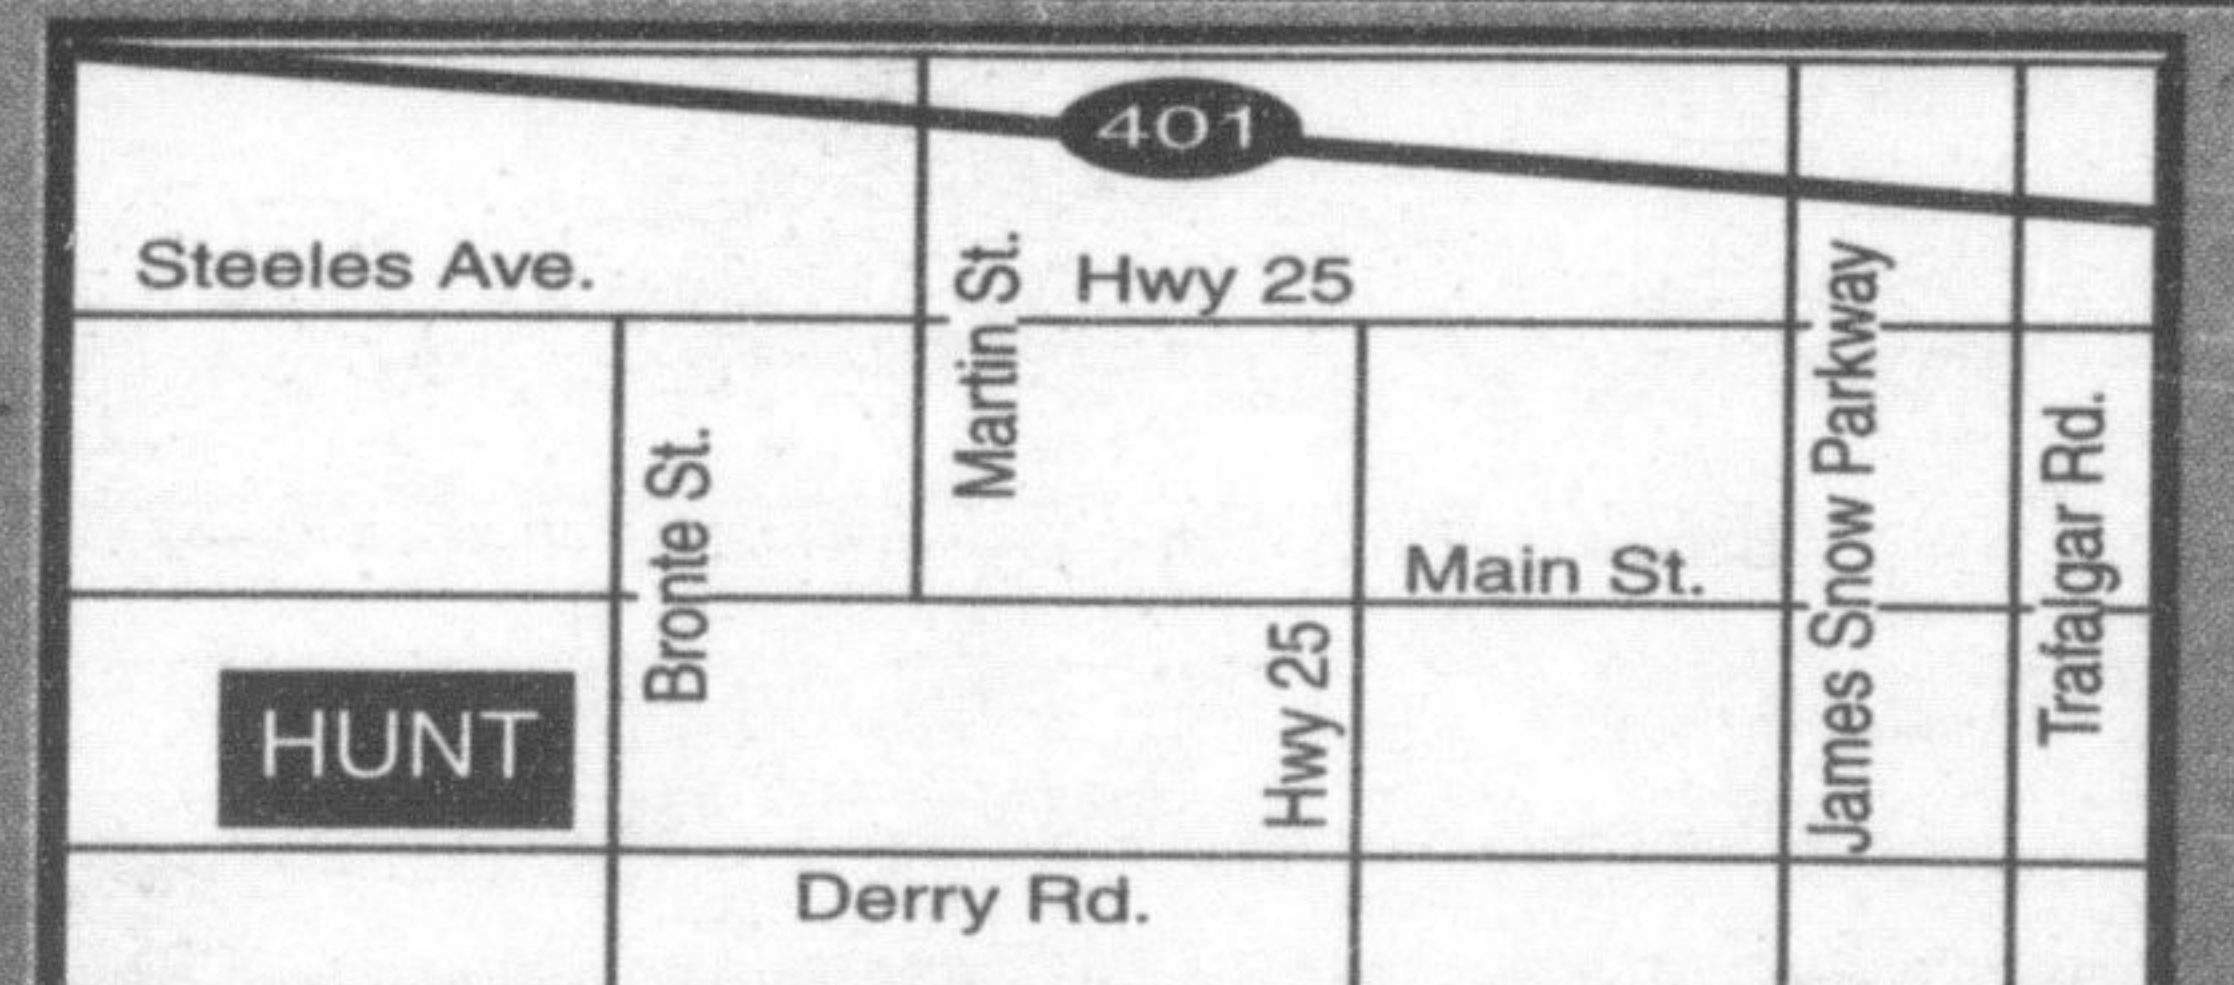 401
Steeles Ave.
Martin St.
Hwy 25
James Snow Parkway
Trafalgar Rd.
Bronte St.
Main St.
Hwy 25
HUNT
Derry Rd.